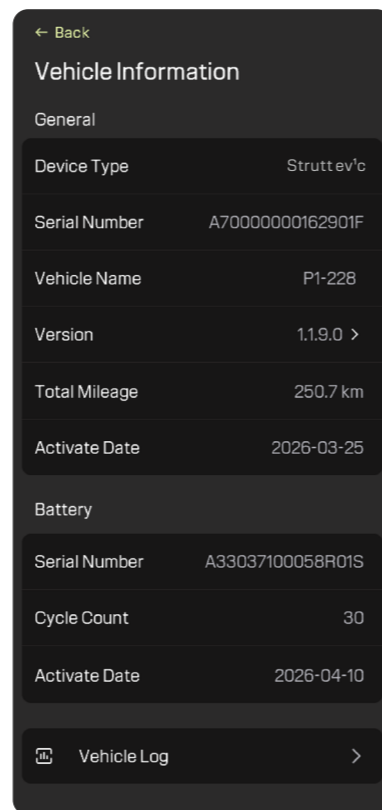 ← Back
Vehicle Information
General
Device Type Strutt ev¹c
Serial Number A70000000162901F
Vehicle Name P1-228
Version 1.1.9.0 >
Total Mileage 250.7 km
Activate Date 2026-03-25
Battery
Serial Number A33037100058R01S
Cycle Count 30
Activate Date 2026-04-10
Vehicle Log >